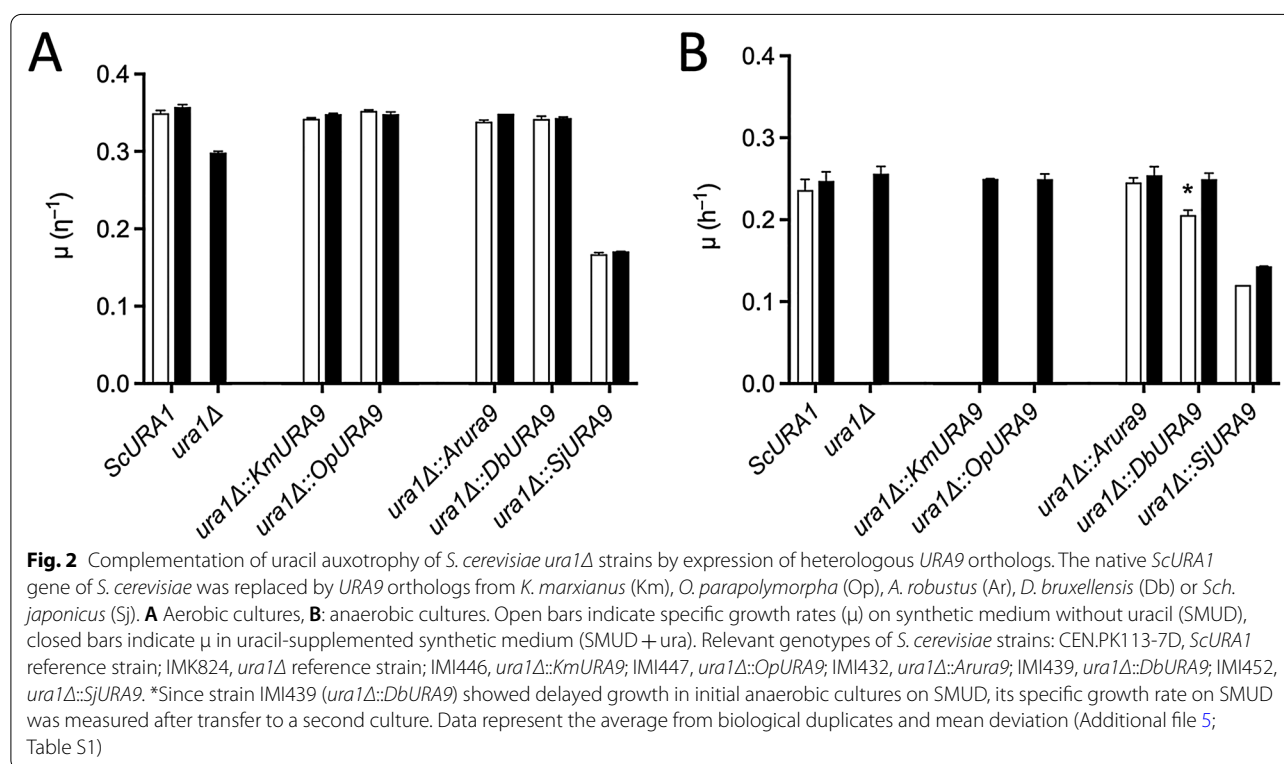 A
0.4
0.3
0.2
0.1
0.0
μ (η⁻¹)
ScURA1
ura1Δ
ura1Δ::KmURA9
ura1Δ::OpURA9
ura1Δ::Arura9
ura1Δ::DbURA9
ura1Δ::SjURA9
B
0.4
0.3
0.2
0.1
0.0
μ (h⁻¹)
*
ScURA1
ura1Δ
ura1Δ::KmURA9
ura1Δ::OpURA9
ura1Δ::Arura9
ura1Δ::DbURA9
ura1Δ::SjURA9
Fig. 2 Complementation of uracil auxotrophy of S. cerevisiae ura1Δ strains by expression of heterologous URA9 orthologs. The native ScURA1
gene of S. cerevisiae was replaced by URA9 orthologs from K. marxianus (Km), O. parapolymorpha (Op), A. robustus (Ar), D. bruxellensis (Db) or Sch.
japonicus (Sj). A Aerobic cultures, B: anaerobic cultures. Open bars indicate specific growth rates (μ) on synthetic medium without uracil (SMUD),
closed bars indicate μ in uracil-supplemented synthetic medium (SMUD + ura). Relevant genotypes of S. cerevisiae strains: CEN.PK113-7D, ScURA1
reference strain; IMK824, ura1Δ reference strain; IMI446, ura1Δ::KmURA9; IMI447, ura1Δ::OpURA9; IMI432, ura1Δ::Arura9; IMI439, ura1Δ::DbURA9; IMI452,
ura1Δ::SjURA9. *Since strain IMI439 (ura1Δ::DbURA9) showed delayed growth in initial anaerobic cultures on SMUD, its specific growth rate on SMUD
was measured after transfer to a second culture. Data represent the average from biological duplicates and mean deviation (Additional file 5;
Table S1)